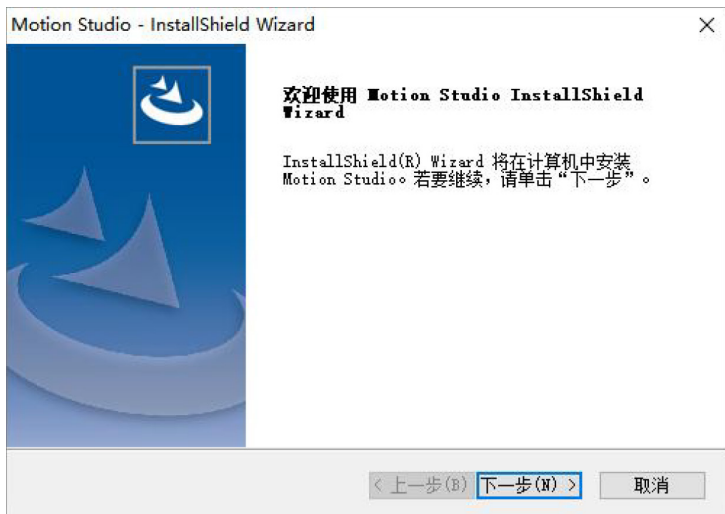 Motion Studio - InstallShield Wizard
欢迎使用 Motion Studio InstallShield
Wizard
InstallShield(R) Wizard 将在计算机中安装
Motion Studio。若要继续，请单击“下一步”。
< 上一步(B)
下一步(N) >
取消